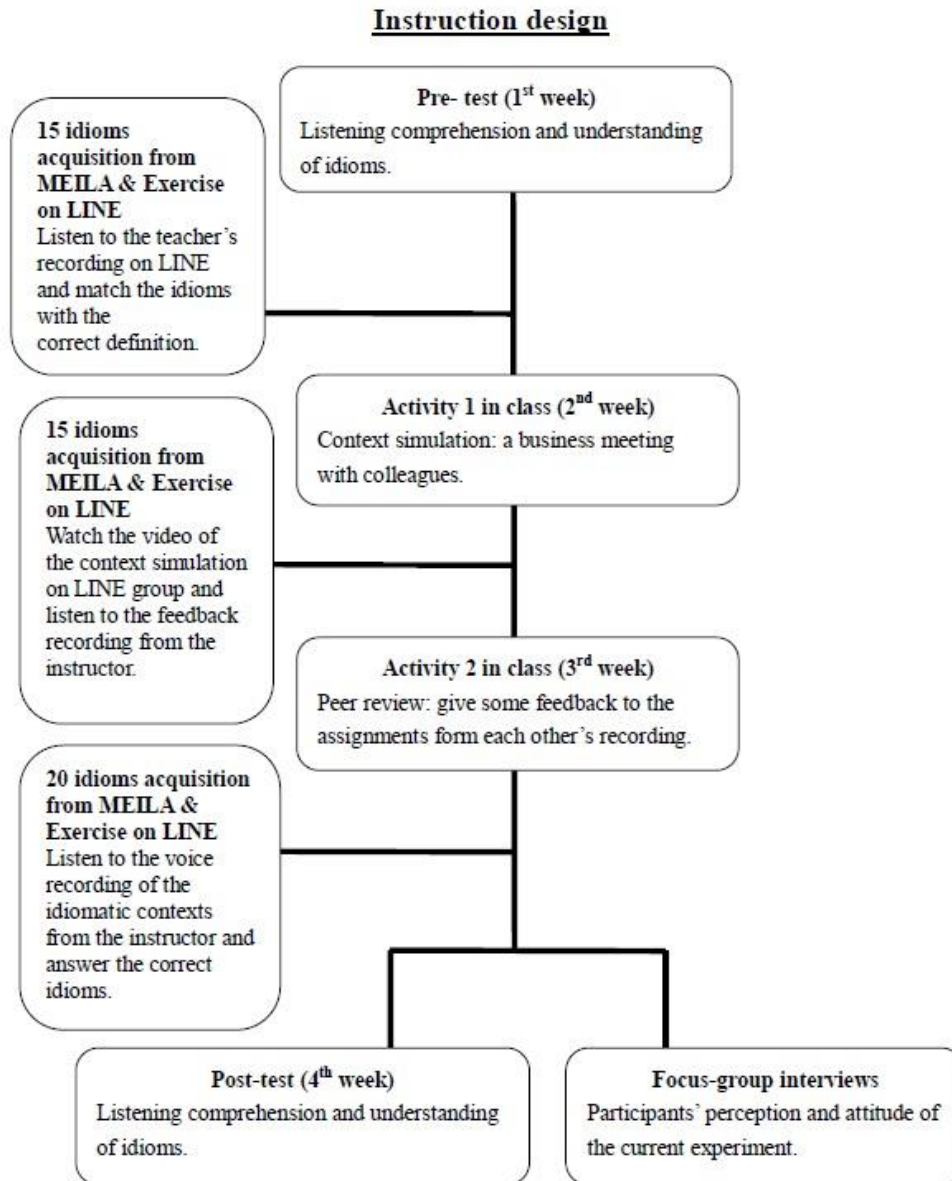 Instruction design
Pre- test (1st week)
Listening comprehension and understanding
of idioms.
15 idioms
acquisition from
MEILA & Exercise
on LINE
Listen to the teacher’s
recording on LINE
and match the idioms
with the
correct definition.
Activity 1 in class (2nd week)
Context simulation: a business meeting
with colleagues.
15 idioms
acquisition from
MEILA & Exercise
on LINE
Watch the video of
the context simulation
on LINE group and
listen to the feedback
recording from the
instructor.
Activity 2 in class (3rd week)
Peer review: give some feedback to the
assignments form each other’s recording.
20 idioms acquisition
from MEILA &
Exercise on LINE
Listen to the voice
recording of the
idiomatic contexts
from the instructor and
answer the correct
idioms.
Post-test (4th week)
Listening comprehension and understanding
of idioms.
Focus-group interviews
Participants’ perception and attitude of
the current experiment.